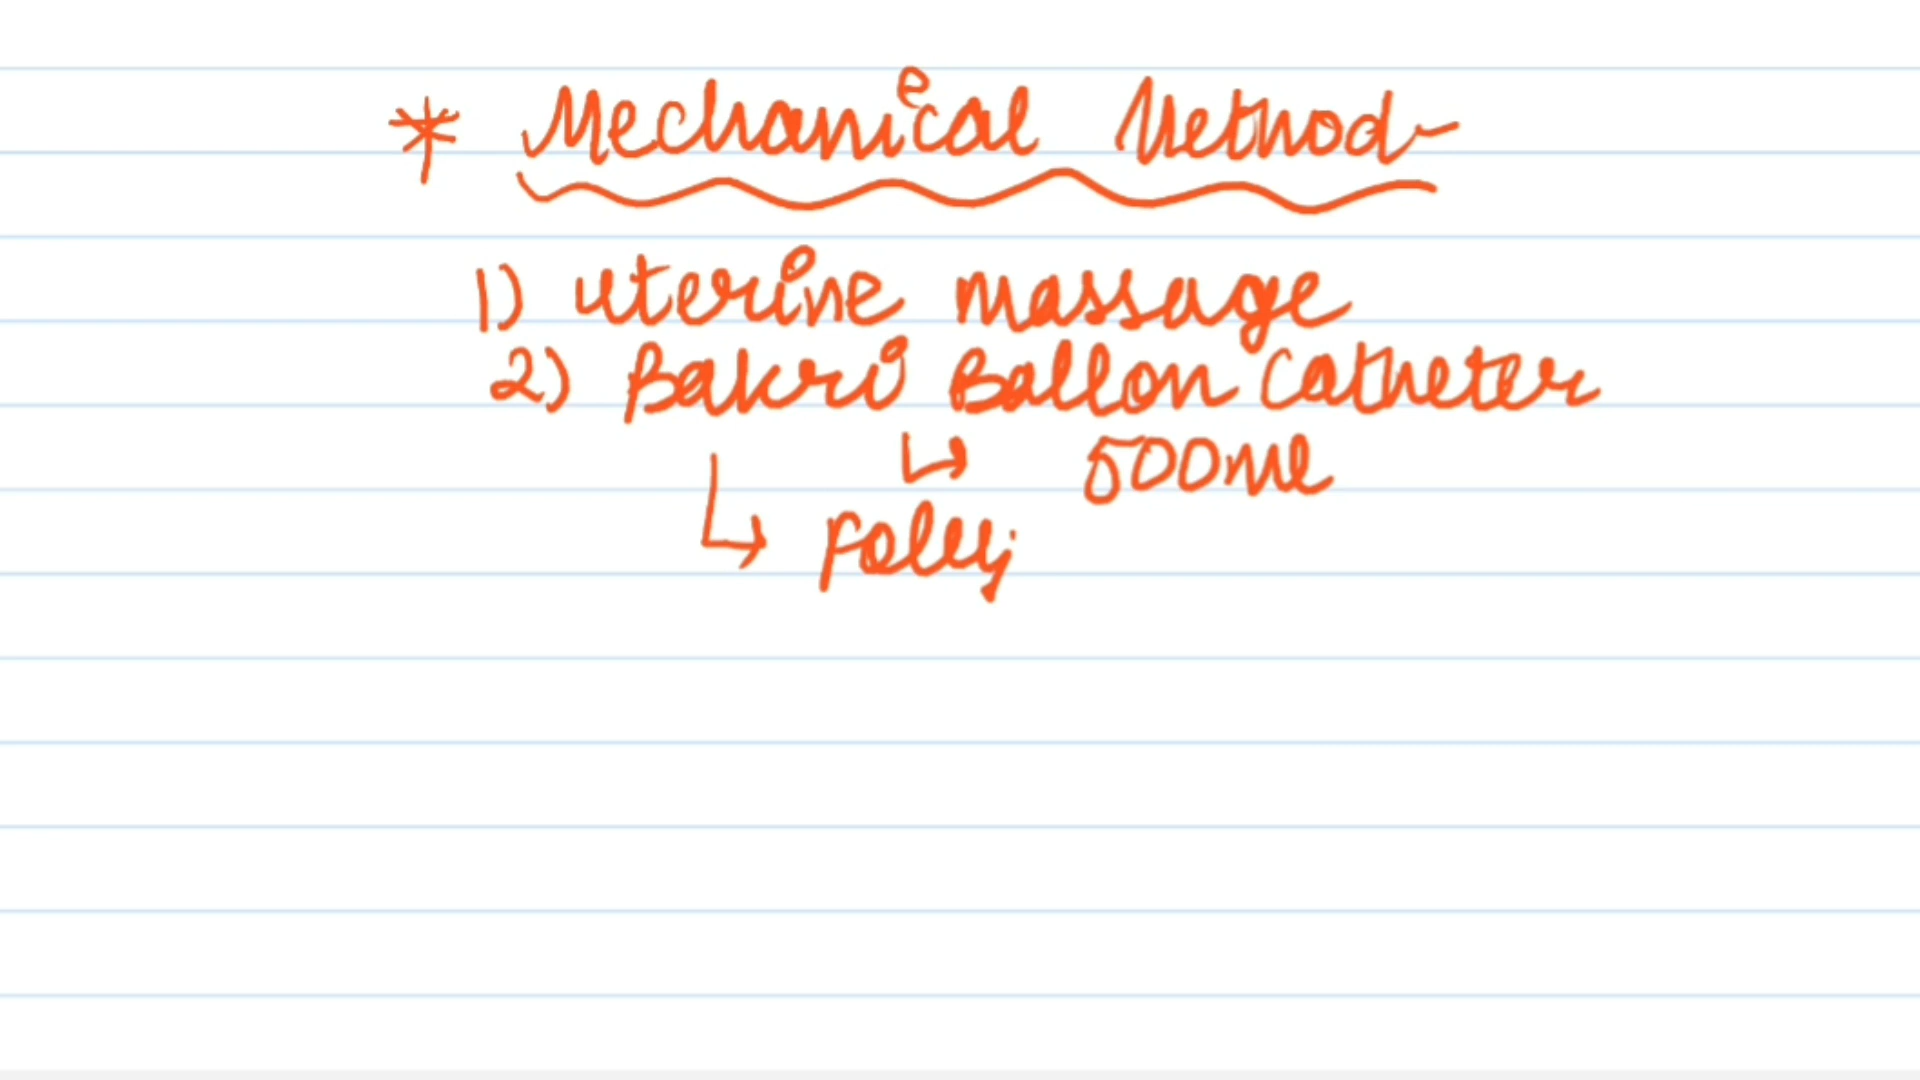 * Mechanical Method-
1) uterine massage
2) Bakri Ballon catheter
↳ 500ml
↳ Foley